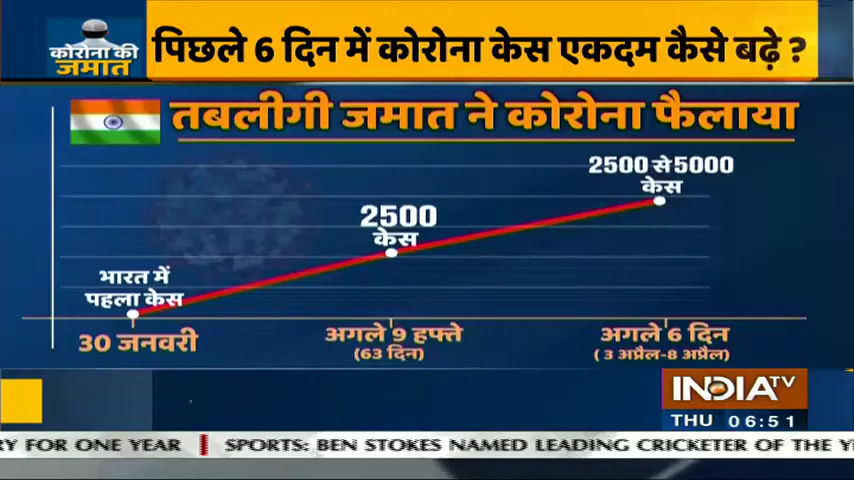 कोरोना की
जमात
पिछले 6 दिन में कोरोना केस एकदम कैसे बढ़े ?
तबलीगी जमात ने कोरोना फैलाया
2500 से 5000
केस
2500
केस
भारत में
पहला केस
30 जनवरी
अगले 9 हफ्ते
(63 दिन)
अगले 6 दिन
( 3 अप्रैल-8 अप्रैल)
INDIA TV
THU 06:51
RY FOR ONE YEAR | SPORTS: BEN STOKES NAMED LEADING CRICKETER OF THE